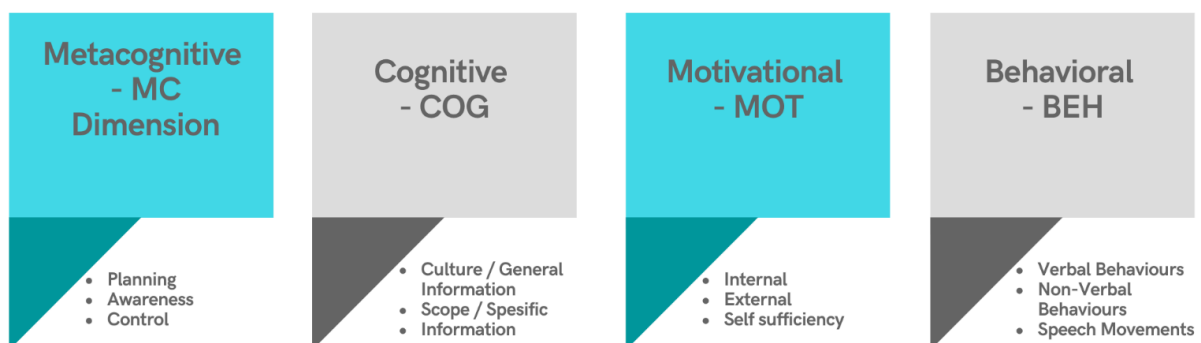 Metacognitive
- MC
Dimension
• Planning
• Awareness
• Control
Cognitive
- COG
• Culture / General
Information
• Scope / Spesific
• Information
Motivational
- MOT
• Internal
• External
• Self sufficiency
Behavioral
- BEH
• Verbal Behaviours
• Non-Verbal
Behaviours
• Speech Movements